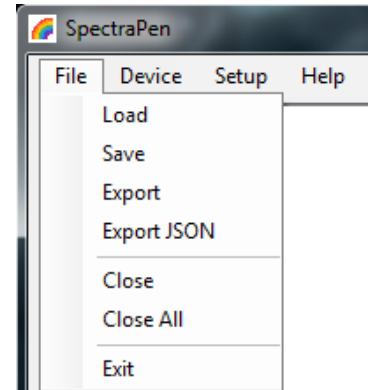 SpectraPen
File Device Setup Help
Load
Save
Export
Export JSON
Close
Close All
Exit